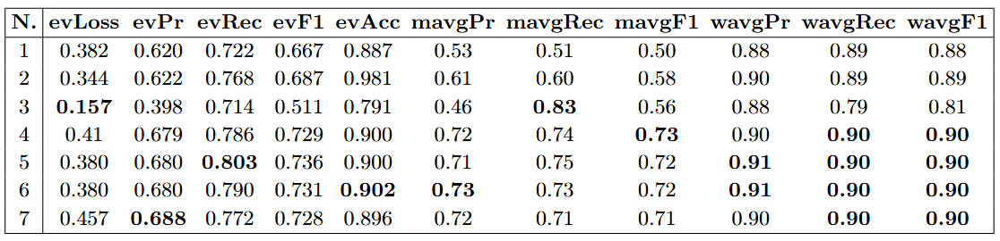 N. evLoss evPr evRec evF1 evAcc mavgPr mavgRec mavgF1 wavgPr wavgRec wavgF1
1 0.382 0.620 0.722 0.667 0.887 0.53 0.51 0.50 0.88 0.89 0.88
2 0.344 0.622 0.768 0.687 0.981 0.61 0.60 0.58 0.90 0.89 0.89
3 0.157 0.398 0.714 0.511 0.791 0.46 0.83 0.56 0.88 0.79 0.81
4 0.41 0.679 0.786 0.729 0.900 0.72 0.74 0.73 0.90 0.90 0.90
5 0.380 0.680 0.803 0.736 0.900 0.71 0.75 0.72 0.91 0.90 0.90
6 0.380 0.680 0.790 0.731 0.902 0.73 0.73 0.72 0.91 0.90 0.90
7 0.457 0.688 0.772 0.728 0.896 0.72 0.71 0.71 0.90 0.90 0.90